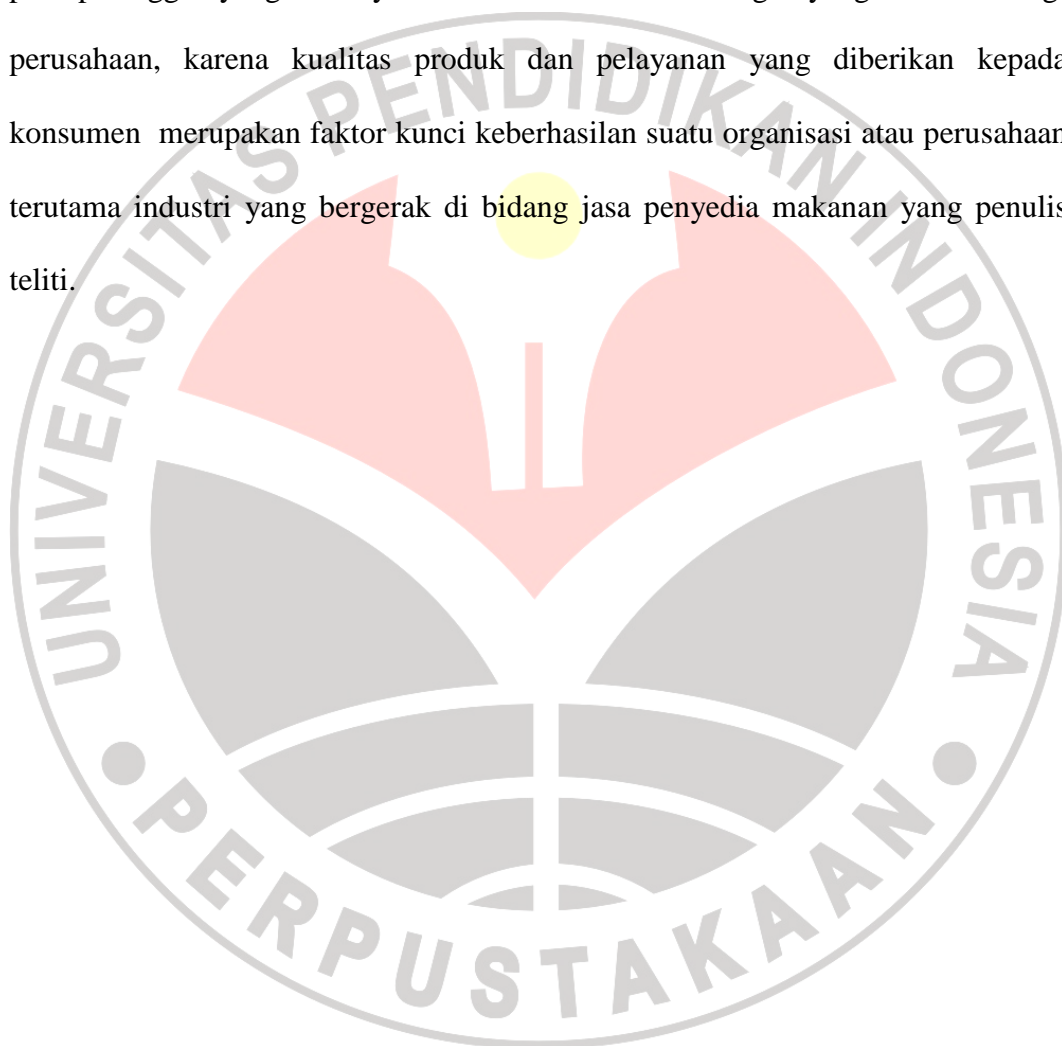 perusahaan, karena kualitas produk dan pelayanan yang diberikan kepada
konsumen merupakan faktor kunci keberhasilan suatu organisasi atau perusahaan
terutama industri yang bergerak di bidang jasa penyedia makanan yang penulis
teliti.
UNIVERSITAS PENDIDIKAN INDONESIA
PERPUSTAKAAN